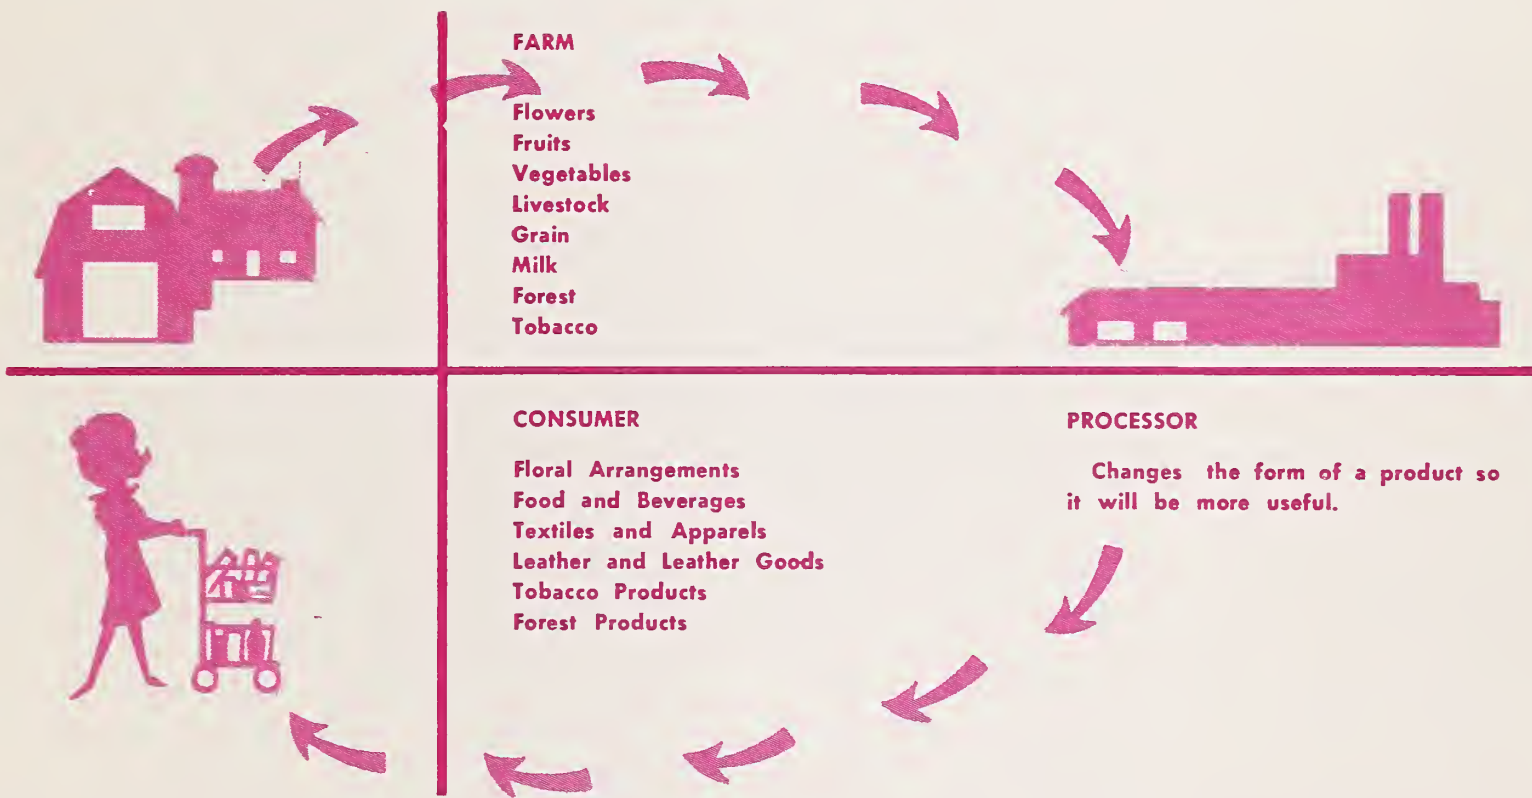 FARM
Flowers
Fruits
Vegetables
Livestock
Grain
Milk
Forest
Tobacco
CONSUMER
Floral Arrangements
Food and Beverages
Textiles and Apparels
Leather and Leather Goods
Tobacco Products
Forest Products
PROCESSOR
Changes the form of a product so
it will be more useful.